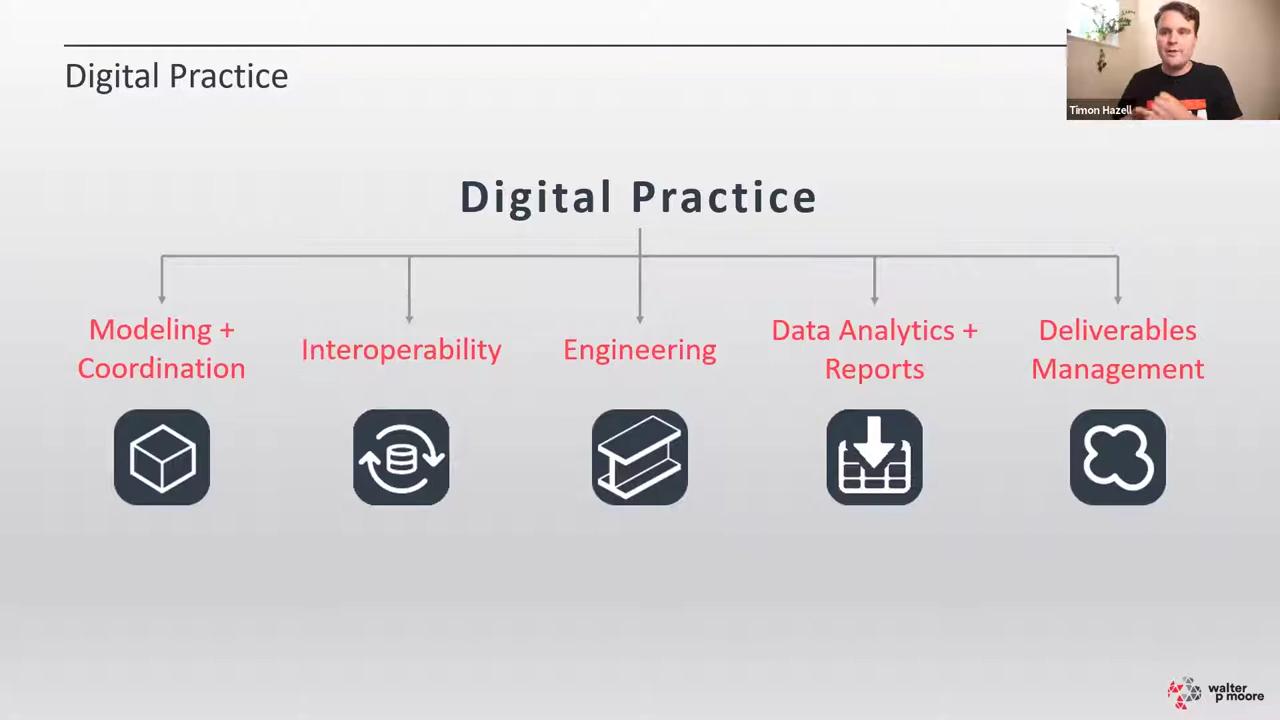 Digital Practice
Timon Hazell
Digital Practice
Modeling +
Coordination
Interoperability
Engineering
Data Analytics +
Reports
Deliverables
Management
walter
p moore